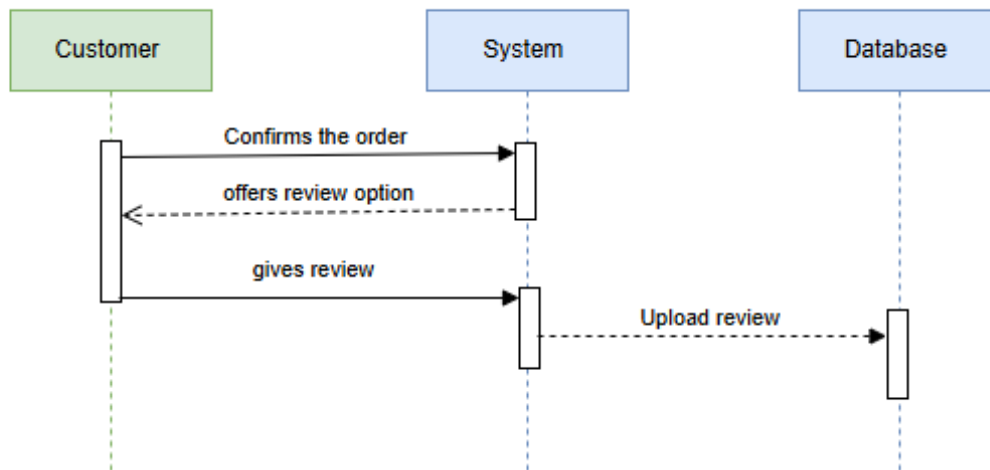 Customer
System
Database
Confirms the order
offers review option
gives review
Upload review